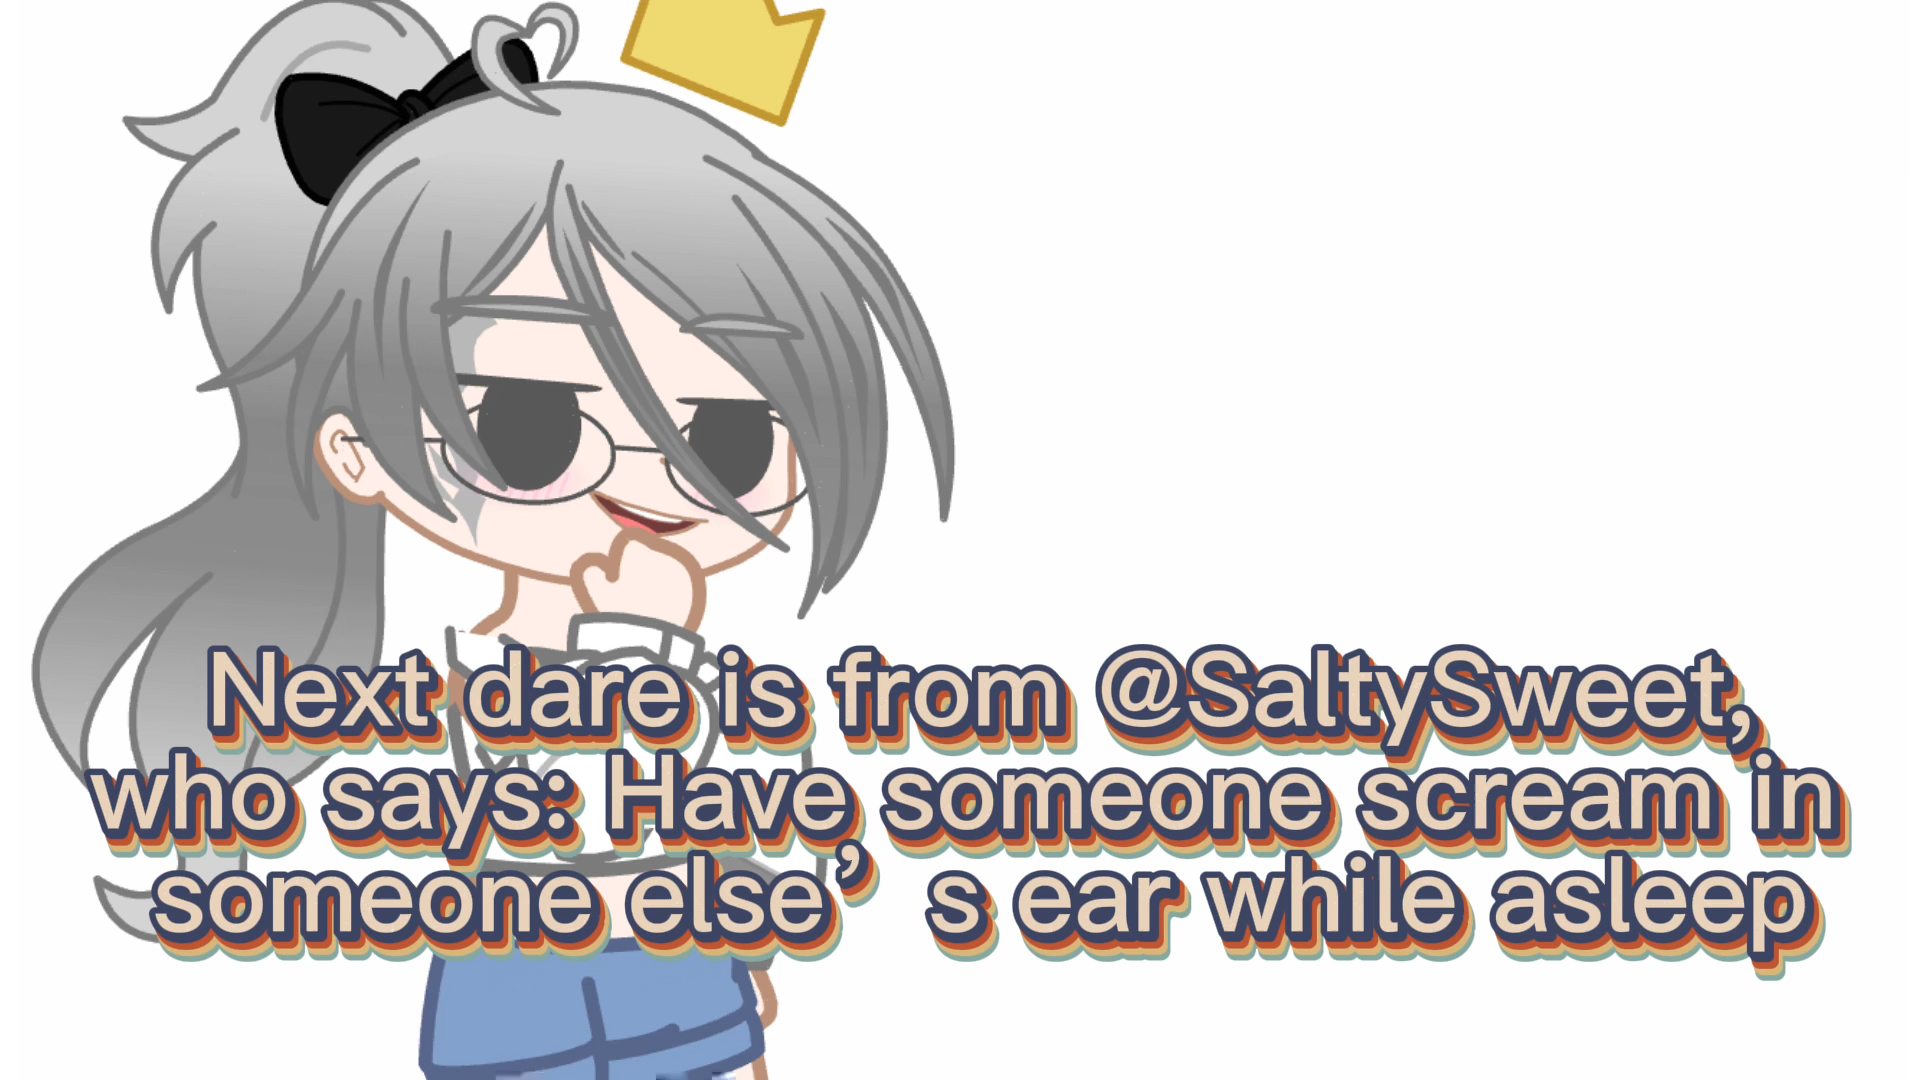 Next dare is from @SaltySweet,
who says: Have someone scream in
someone else’s ear while asleep